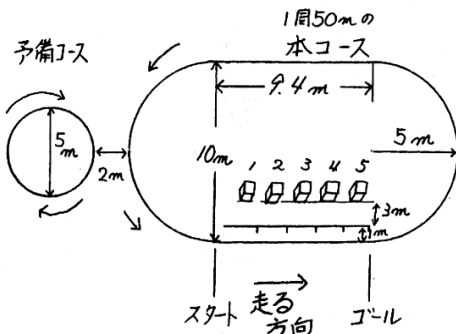 1周50mの
本コース
予備コース
9.4m
5m
2m
10m
5m
1 2 3 4 5
3m
1m
スタート
走る
方向
ゴール